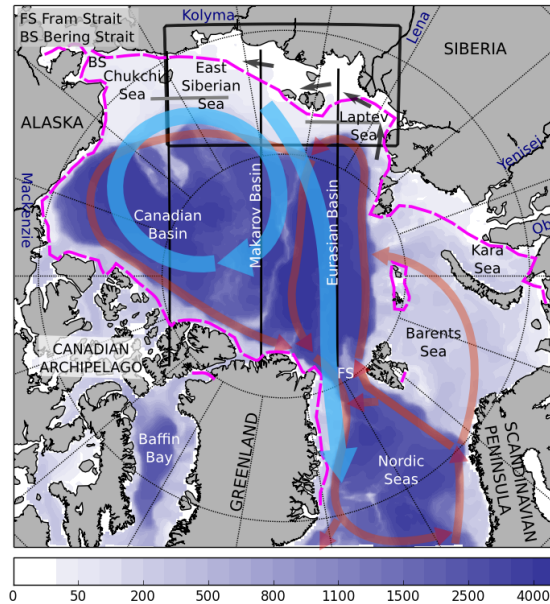 FS Fram Strait
BS Bering Strait
Kolyma
Lena
SIBERIA
BS
Chukchi
Sea
East
Siberian
Sea
Laptev
Sea
ALASKA
Yenisei
Mackenzie
Canadian
Basin
Makarov Basin
Eurasian Basin
Ob
Kara
Sea
Barents
Sea
CANADIAN
ARCHIPELAGO
FS
Baffin
Bay
GREENLAND
Nordic
Seas
SCANDINAVIAN
PENINSULA
0 50 200 500 800 1100 1500 2500 4000